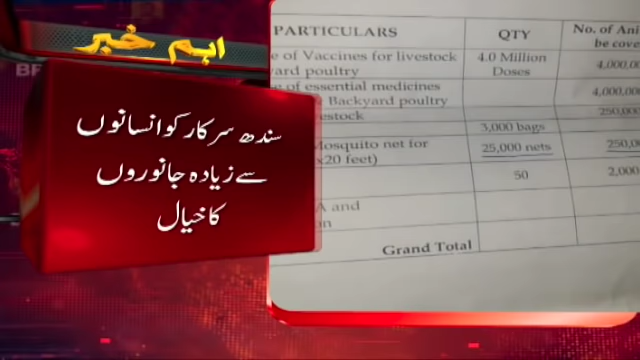 اہم خبر
سندھ سرکار کو انسانوں
سے زیادہ جانوروں
کا خیال
PARTICULARS QTY No. of Ani
e of Vaccines for livestock 4.0 Million 4,000,00
yard poultry Doses
e of essential medicines 4,000,00
Backyard poultry
estock 250,00
3,000 bags
Mosquito net for 25,000 nets 250,0
x20 feet)
50 2,000
A and
on
Grand Total
be cove